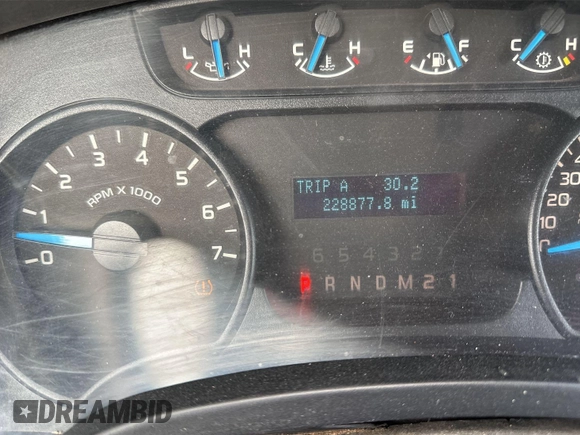 L H C H E F C H
0 1 2 3 4 5 6 7
RPM X 1000
TRIP A 30.2
228877.8 mi
6 5 4 3 2 1
P R N D M 2 1
30
20
10
0
DREAMBID